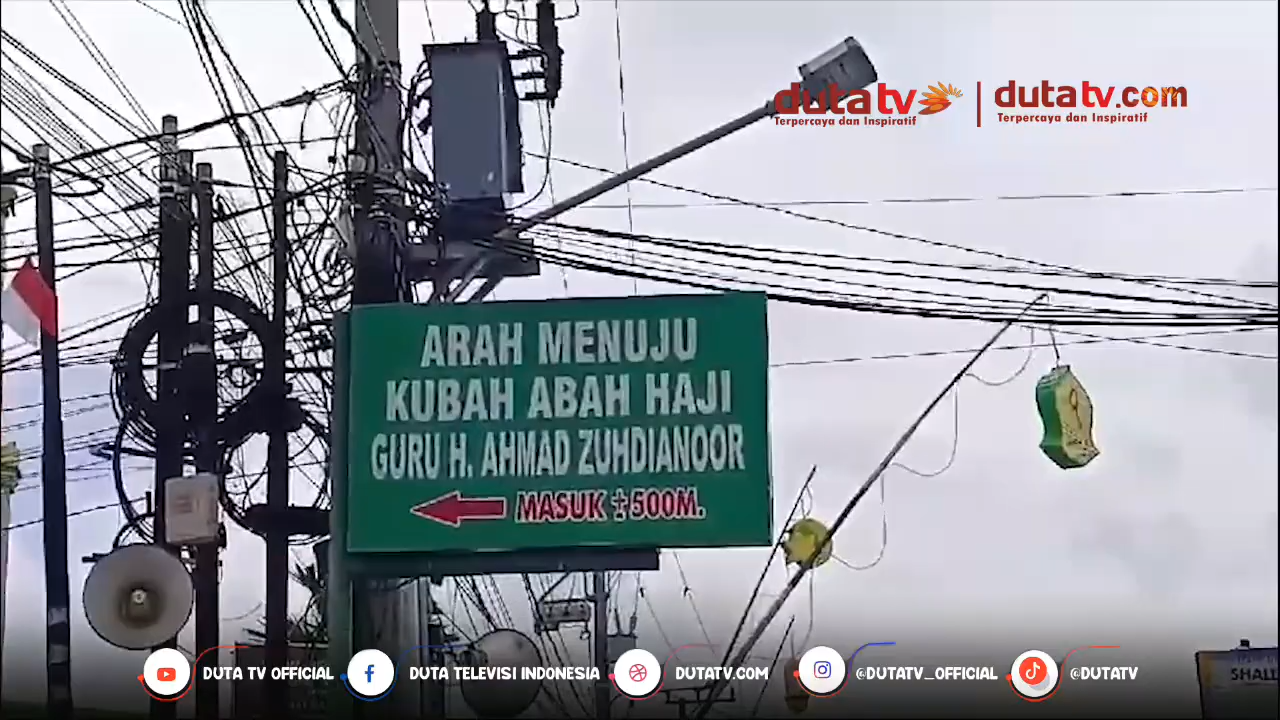 dutatv
Terpercaya dan Inspiratif
dutatv.com
Terpercaya dan Inspiratif
ARAH MENUJU
KUBAH ABAH HAJI
GURU H. AHMAD ZUHDIANOOR
MASUK ±500M.
DUTA TV OFFICIAL
DUTA TELEVISI INDONESIA
DUTATV.COM
@DUTATV_OFFICIAL
@DUTATV